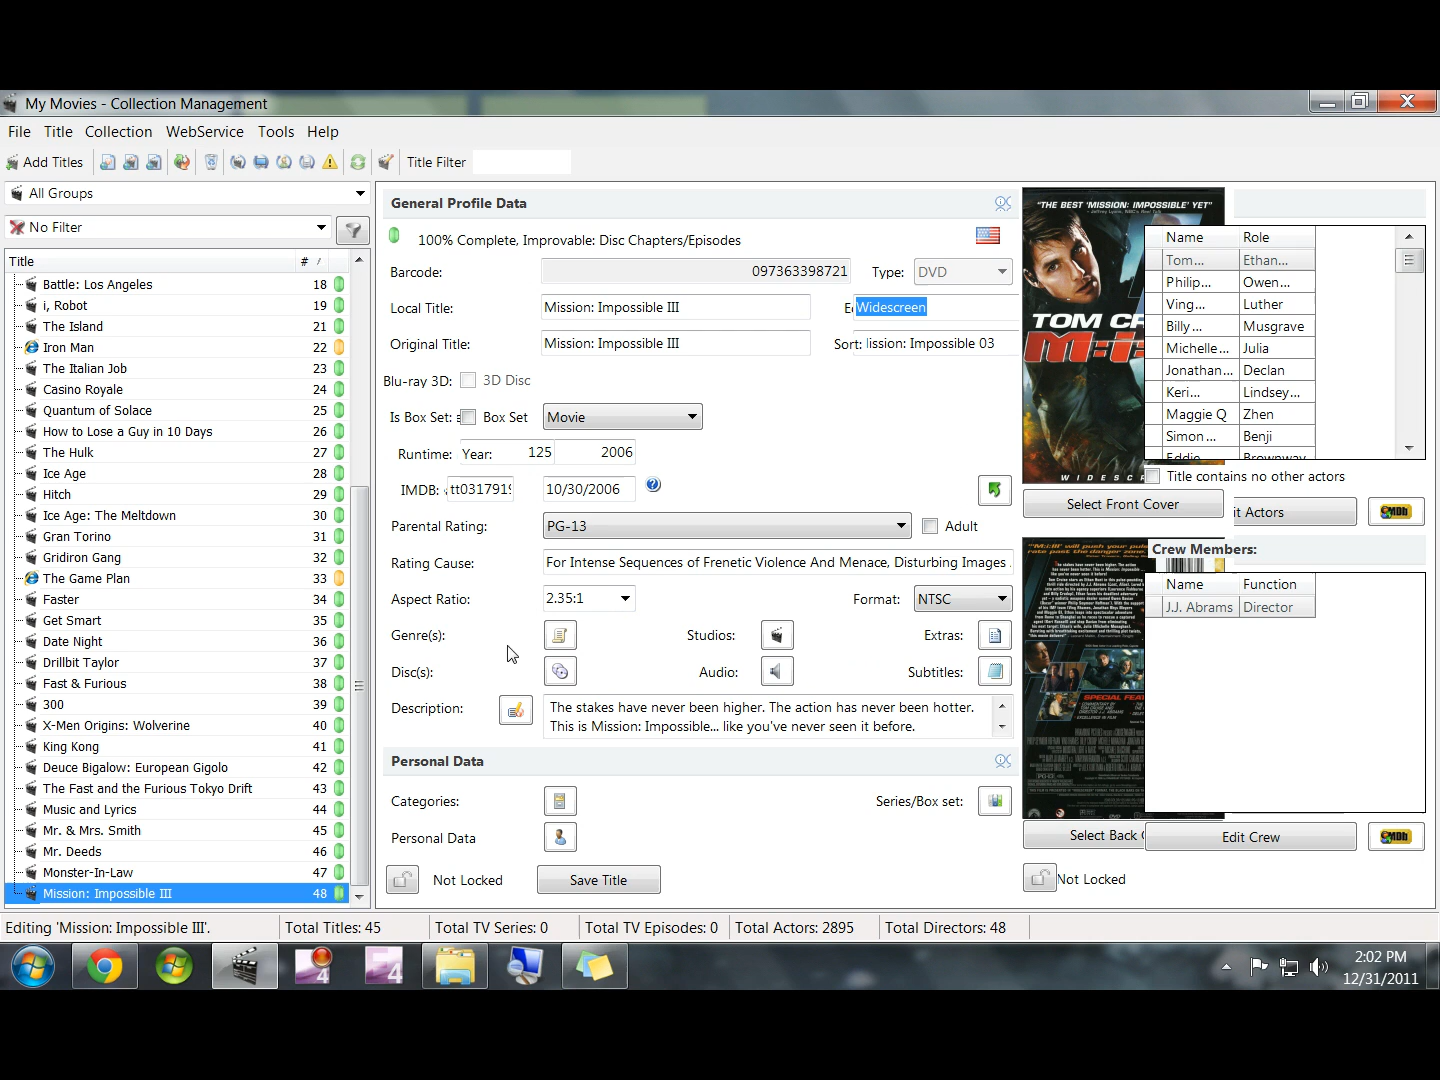 My Movies - Collection Management
File Title Collection WebService Tools Help
Add Titles Title Filter
All Groups
No Filter
Title # /
Battle: Los Angeles 18
i, Robot 19
The Island 21
Iron Man 22
The Italian Job 23
Casino Royale 24
Quantum of Solace 25
How to Lose a Guy in 10 Days 26
The Hulk 27
Ice Age 28
Hitch 29
Ice Age: The Meltdown 30
Gran Torino 31
Gridiron Gang 32
The Game Plan 33
Faster 34
Get Smart 35
Date Night 36
Drillbit Taylor 37
Fast & Furious 38
300 39
X-Men Origins: Wolverine 40
King Kong 41
Deuce Bigalow: European Gigolo 42
The Fast and the Furious Tokyo Drift 43
Music and Lyrics 44
Mr. & Mrs. Smith 45
Mr. Deeds 46
Monster-In-Law 47
Mission: Impossible III 48
General Profile Data
100% Complete, Improvable: Disc Chapters/Episodes
Barcode: 097363398721 Type: DVD
Local Title: Mission: Impossible III Widescreen
Original Title: Mission: Impossible III Sort: ission: Impossible 03
Blu-ray 3D: 3D Disc
Is Box Set: Box Set Movie
Runtime: Year: 125 2006
IMDB: tt0317919 10/30/2006
Parental Rating: PG-13 Adult
Rating Cause: For Intense Sequences of Frenetic Violence And Menace, Disturbing Images
Aspect Ratio: 2.35:1 Format: NTSC
Genre(s): Studios: Extras:
Disc(s): Audio: Subtitles:
Description: The stakes have never been higher. The action has never been hotter.
This is Mission: Impossible... like you've never seen it before.
Personal Data
Categories: Series/Box set:
Personal Data
Not Locked Save Title
"THE BEST 'MISSION: IMPOSSIBLE' YET"
TOM CR
M:i:
WIDESCR
Select Front Cover
Name Role
Tom... Ethan...
Philip... Owen...
Ving... Luther
Billy... Musgrave
Michelle... Julia
Jonathan... Declan
Keri... Lindsey...
Maggie Q Zhen
Simon... Benji
Eddie Brownway
Title contains no other actors
it Actors IMDb
Crew Members:
Name Function
J.J. Abrams Director
SPECIAL FEA
Select Back
Edit Crew IMDb
Not Locked
Editing 'Mission: Impossible III'. Total Titles: 45 Total TV Series: 0 Total TV Episodes: 0 Total Actors: 2895 Total Directors: 48
4 4
2:02 PM
12/31/2011